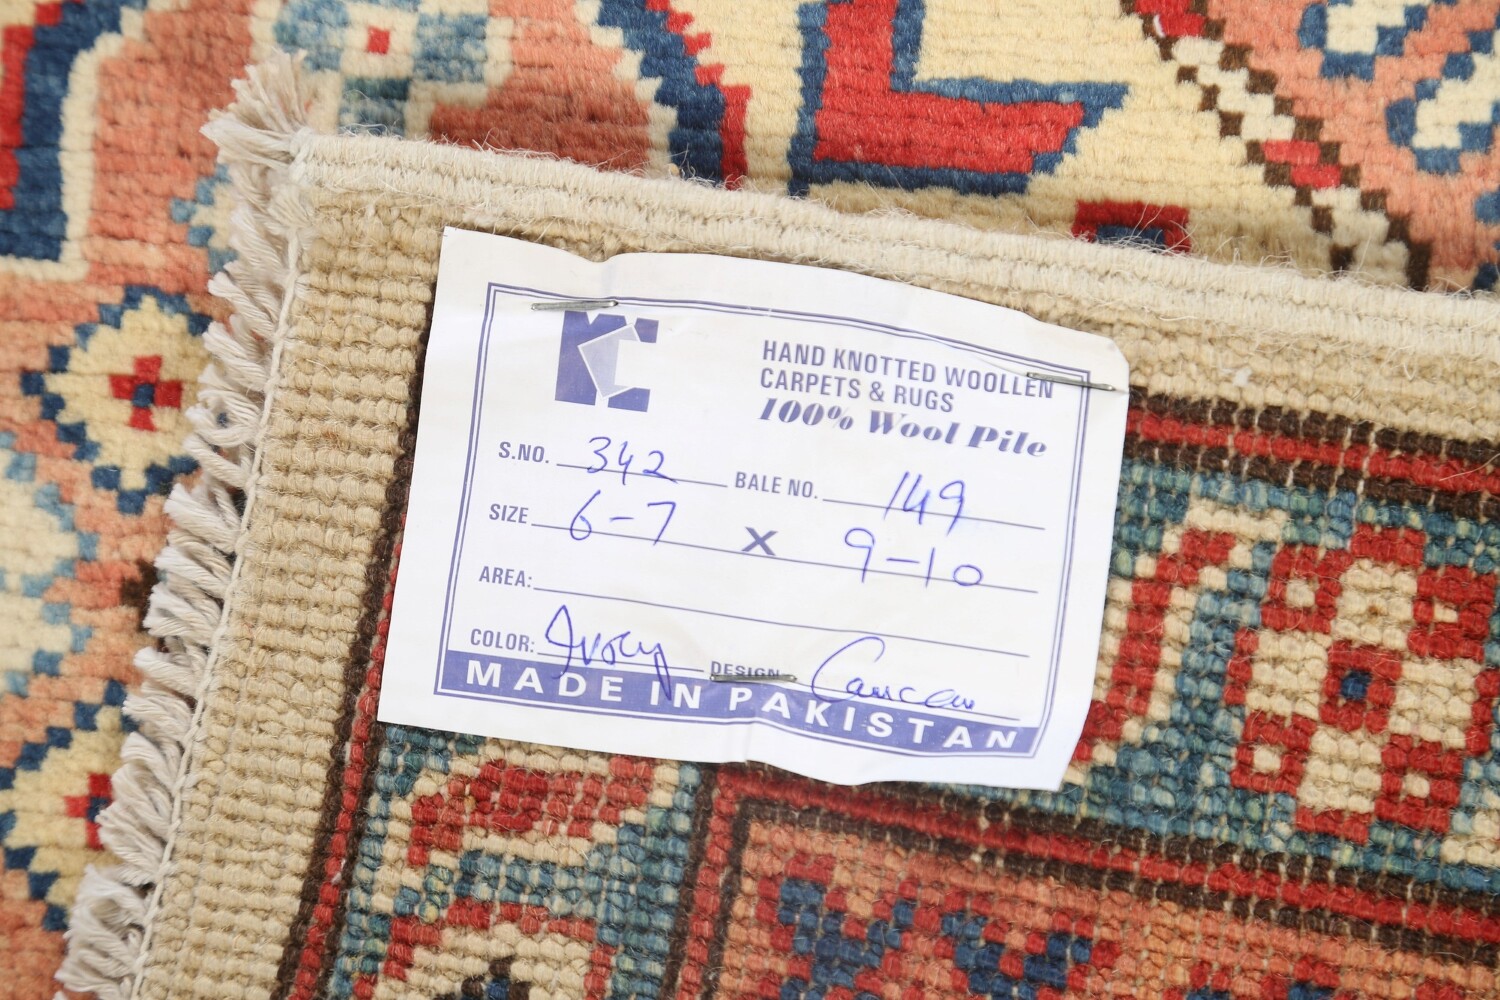 HAND KNOTTED WOOLLEN
CARPETS & RUGS
100% Wool Pile
S.NO. 342 BALE NO. 149
SIZE 6-7 X 9-10
AREA:
COLOR: Ivory DESIGN
MADE IN PAKISTAN